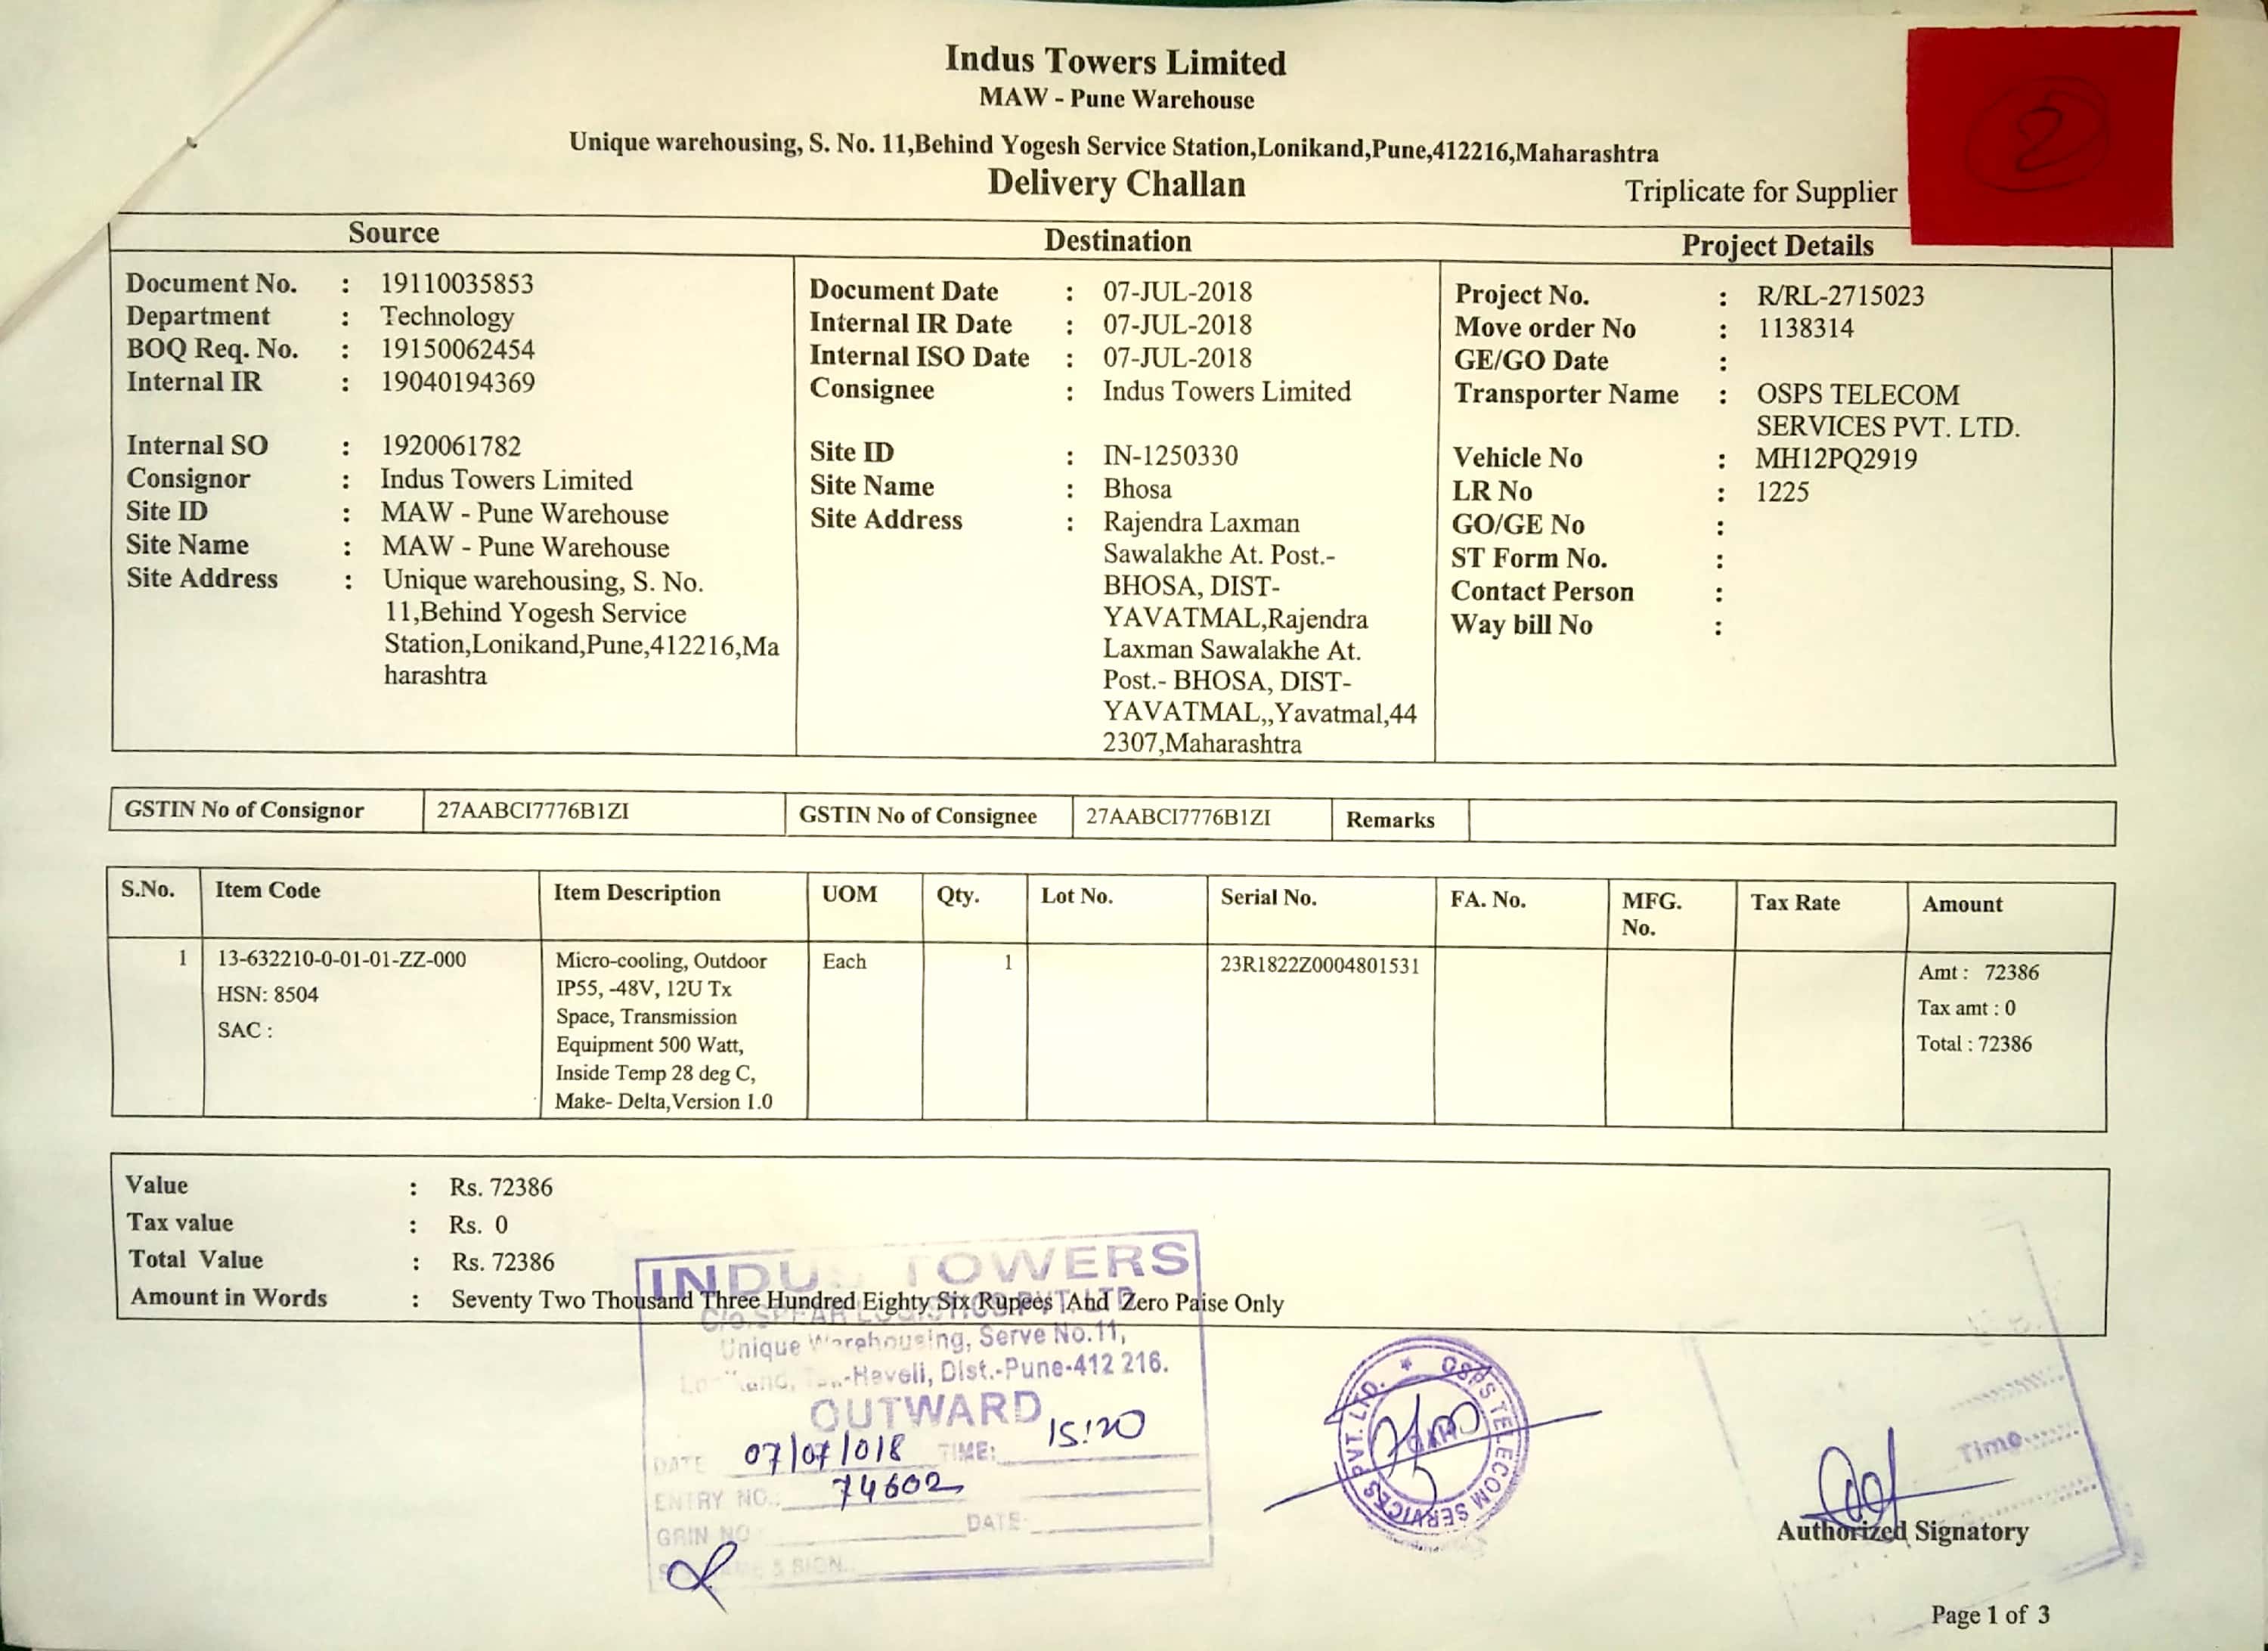 Indus Towers Limited
MAW - Pune Warehouse
Unique warehousing, S. No. 11,Behind Yogesh Service Station,Lonikand,Pune,412216,Maharashtra
Delivery Challan
Triplicate for Supplier
2
Source
Document No. : 19110035853
Department : Technology
BOQ Req. No. : 19150062454
Internal IR : 19040194369
Internal SO : 1920061782
Consignor : Indus Towers Limited
Site ID : MAW - Pune Warehouse
Site Name : MAW - Pune Warehouse
Site Address : Unique warehousing, S. No.
11,Behind Yogesh Service
Station,Lonikand,Pune,412216,Ma
harashtra
Destination
Document Date : 07-JUL-2018
Internal IR Date : 07-JUL-2018
Internal ISO Date : 07-JUL-2018
Consignee : Indus Towers Limited
Site ID : IN-1250330
Site Name : Bhosa
Site Address : Rajendra Laxman
Sawalakhe At. Post.-
BHOSA, DIST-
YAVATMAL,Rajendra
Laxman Sawalakhe At.
Post.- BHOSA, DIST-
YAVATMAL,,Yavatmal,44
2307,Maharashtra
Project Details
Project No. : R/RL-2715023
Move order No : 1138314
GE/GO Date :
Transporter Name : OSPS TELECOM
SERVICES PVT. LTD.
Vehicle No : MH12PQ2919
LR No : 1225
GO/GE No :
ST Form No. :
Contact Person :
Way bill No :
GSTIN No of Consignor 27AABCI7776B1ZI GSTIN No of Consignee 27AABCI7776B1ZI Remarks
S.No. Item Code Item Description UOM Qty. Lot No. Serial No. FA. No. MFG. No. Tax Rate Amount
1 13-632210-0-01-01-ZZ-000
HSN: 8504
SAC :
Micro-cooling, Outdoor
IP55, -48V, 12U Tx
Space, Transmission
Equipment 500 Watt,
Inside Temp 28 deg C,
Make- Delta,Version 1.0
Each 1 23R1822Z0004801531
Amt : 72386
Tax amt : 0
Total : 72386
Value : Rs. 72386
Tax value : Rs. 0
Total Value : Rs. 72386
Amount in Words : Seventy Two Thousand Three Hundred Eighty Six Rupees And Zero Paise Only
INDUS TOWERS
C/o.SPEAR LOGISTICS PVT. LTD
Unique Warehousing, Serve No.11,
-Haveli, Dist.-Pune-412 216.
OUTWARD
DATE 07/07/018 TIME: 15:20
ENTRY NO. 74602
GRIN NO DATE
& SIGN.
OSPS TELECOM SERVICES PVT. LTD. *
Time
Authorized Signatory
Page 1 of 3